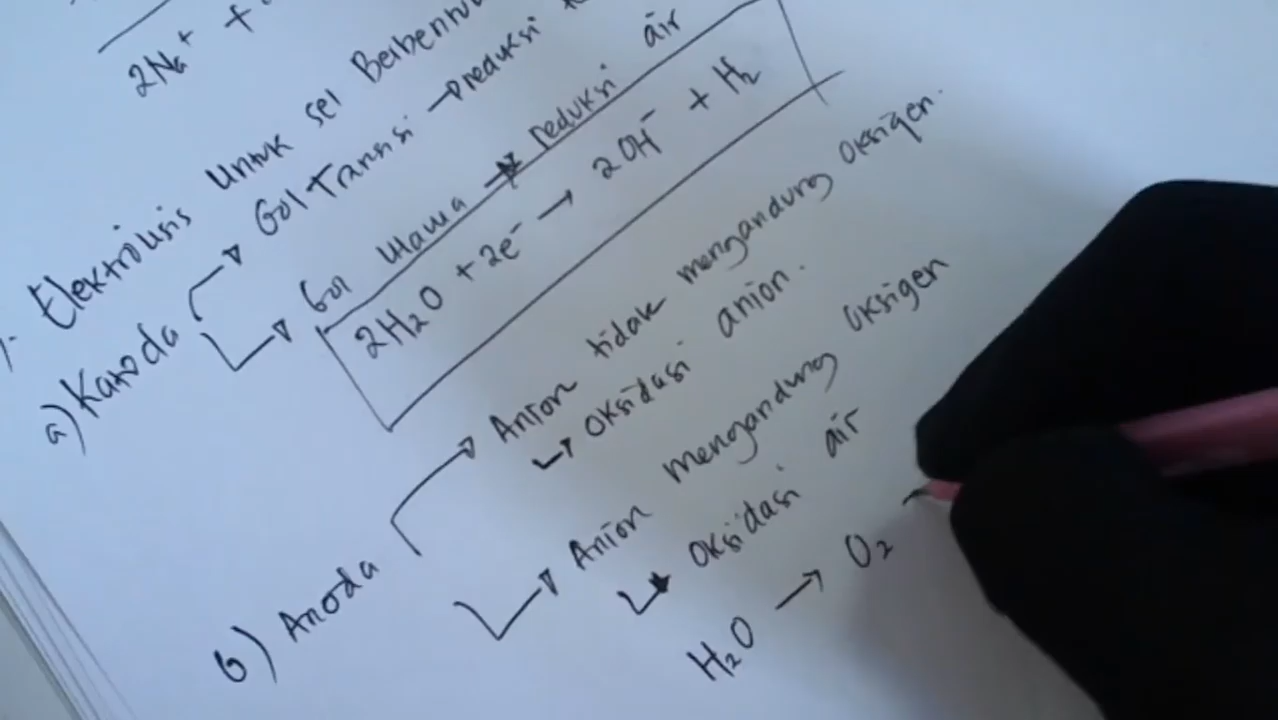 2Na⁺ +
Elektrolisis untuk sel Berbentu
a) Katoda
Gol Transisi → reduksi
Gol utama → reduksi air
2H₂O + 2e⁻ → 2OH⁻ + H₂
b) Anoda
Anion tidak mengandung oksigen.
↳ oksidasi anion.
Anion mengandung oksigen
↳ Oksidasi air
H₂O → O₂